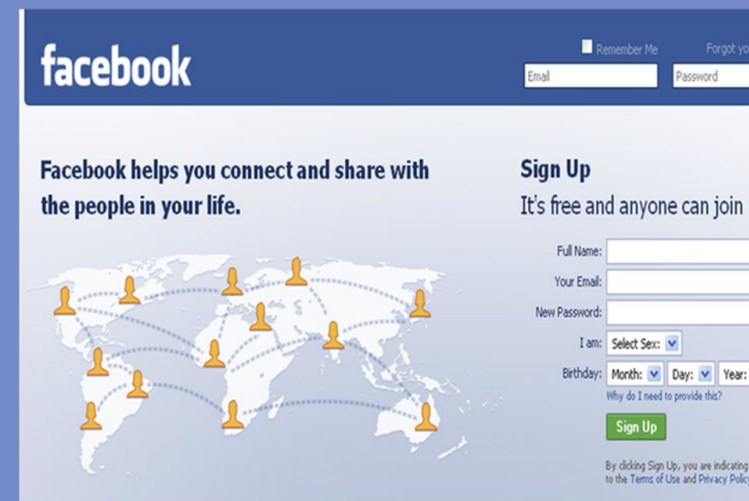 facebook
Remember Me
Forgot
Email
Password
Facebook helps you connect and share with
the people in your life.
Sign Up
It's free and anyone can join
Full Name:
Your Email:
New Password:
I am: Select Sex:
Birthday: Month: Day: Year:
Why do I need to provide this?
Sign Up
By clicking Sign Up, you are indicating
to the Terms of Use and Privacy Policy